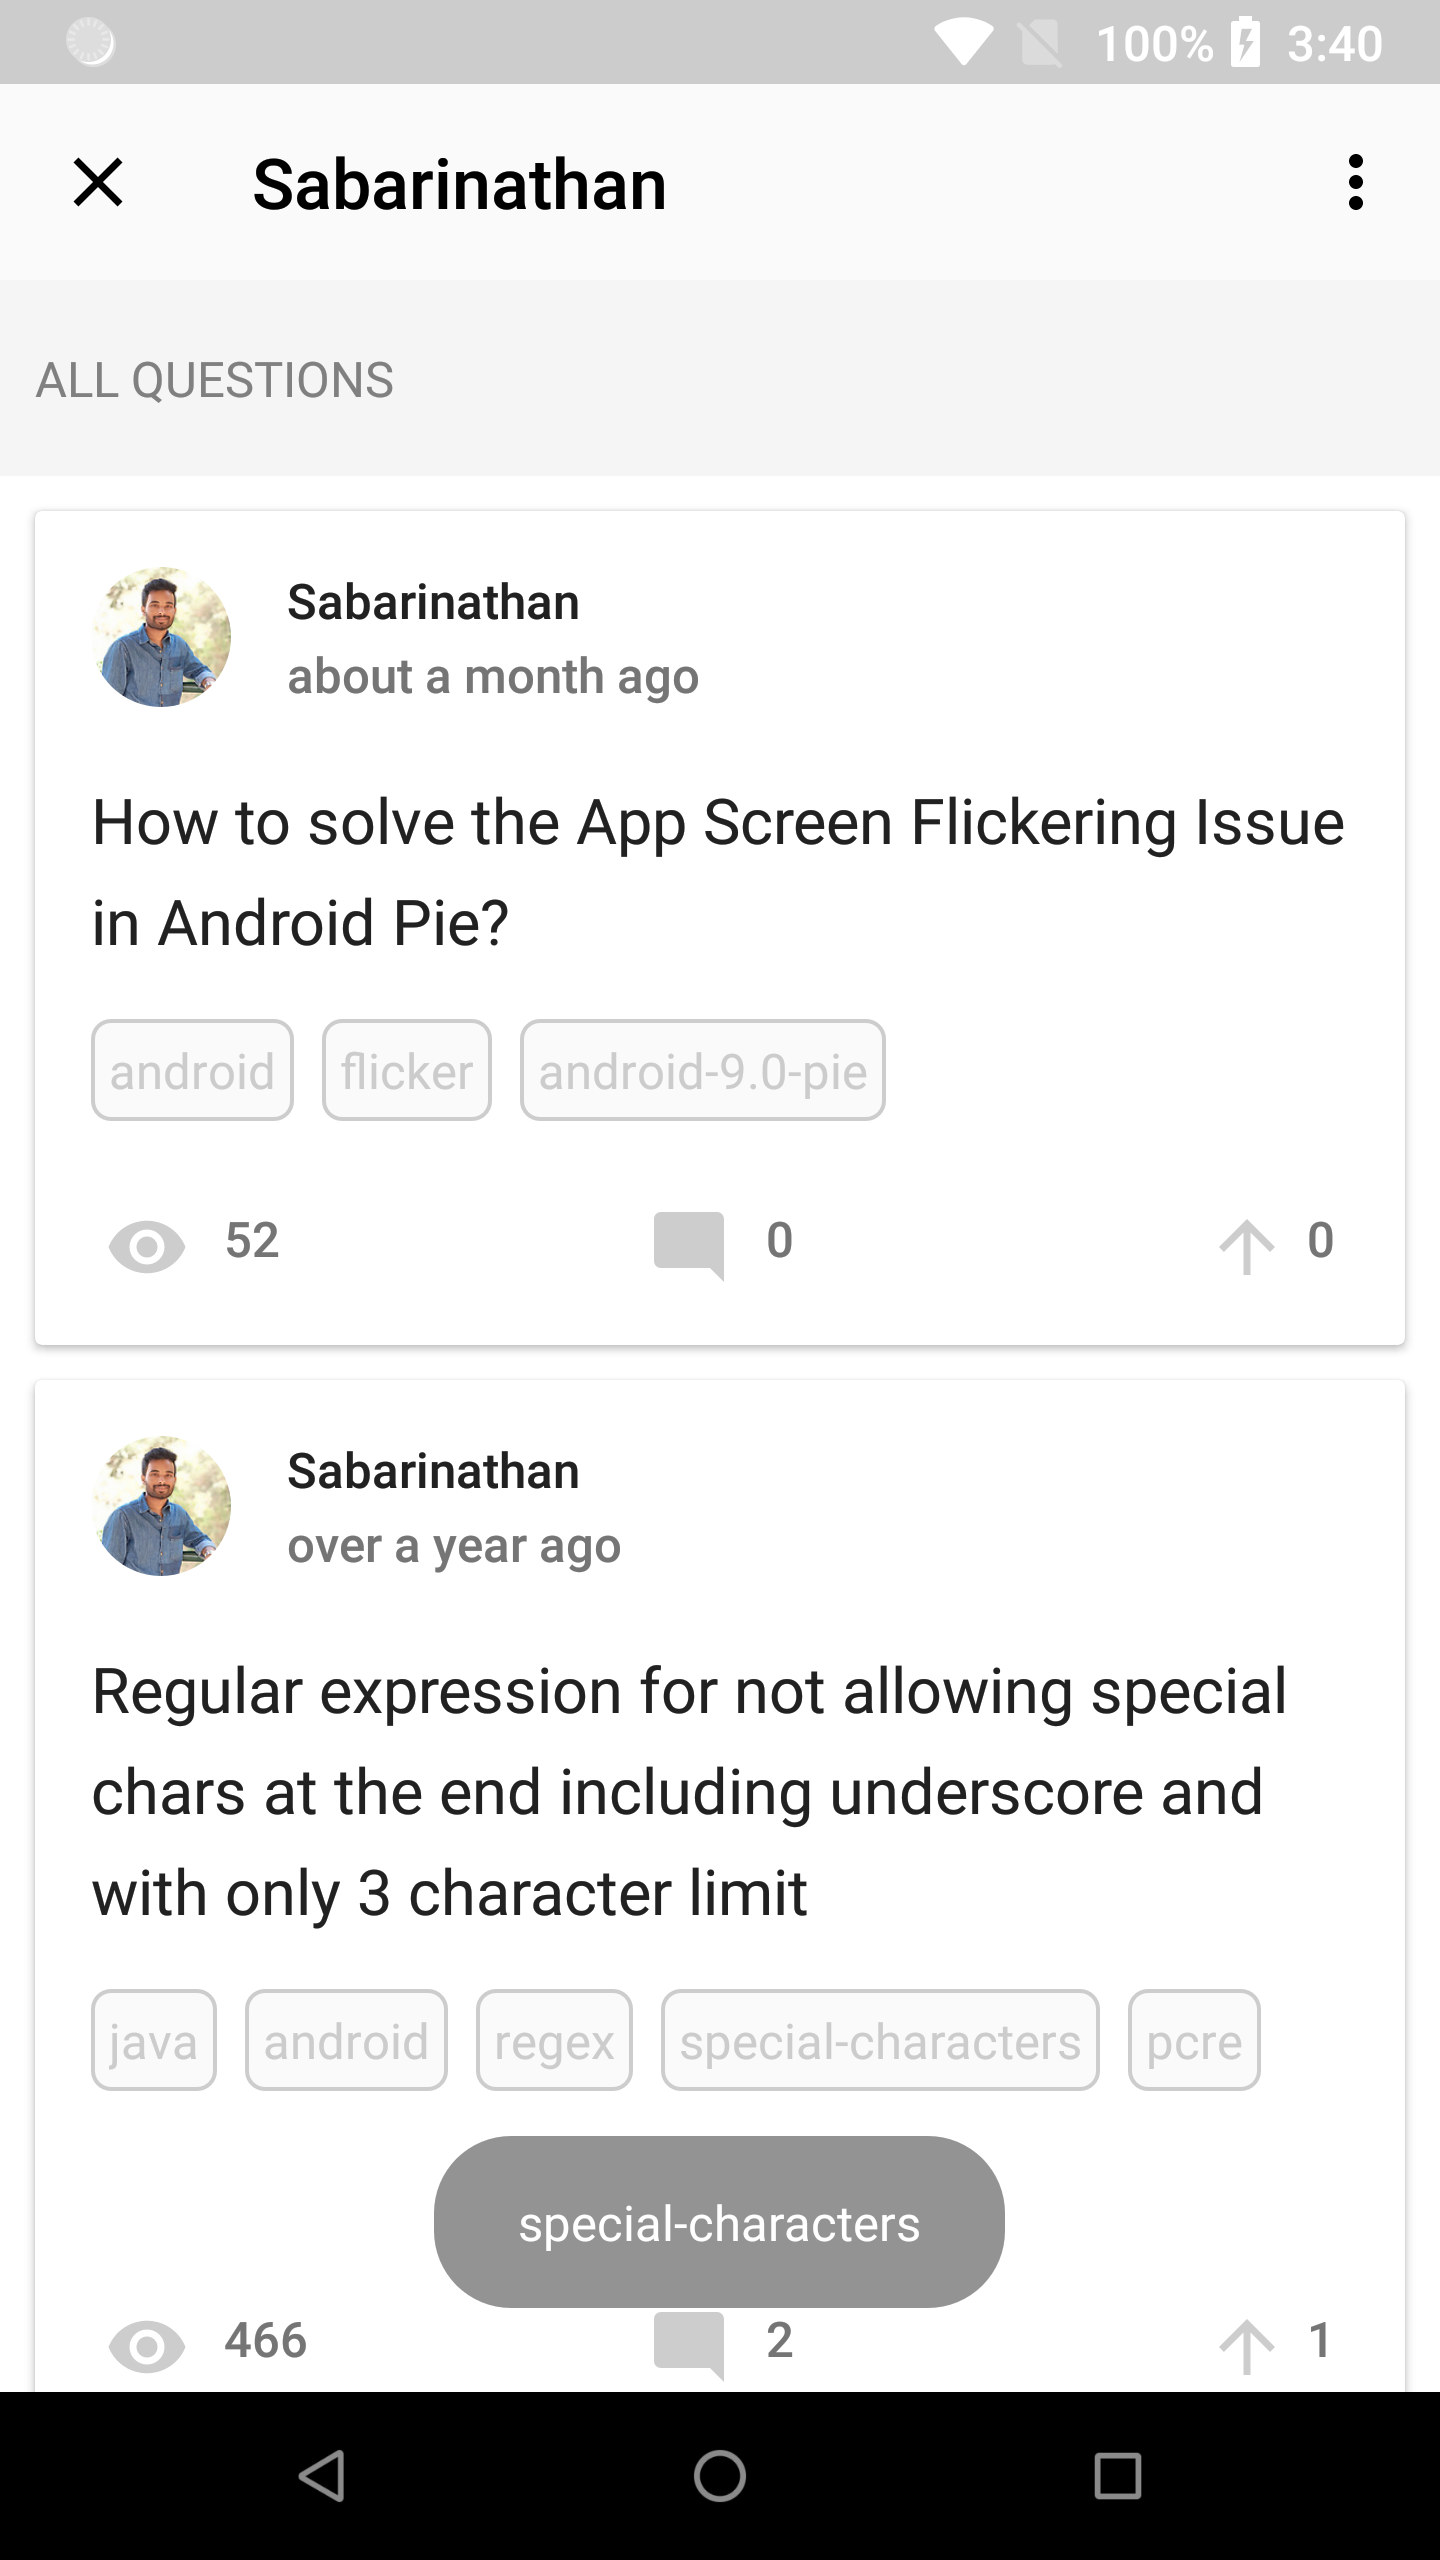 100% 3:40
Sabarinathan
ALL QUESTIONS
Sabarinathan
about a month ago
How to solve the App Screen Flickering Issue
in Android Pie?
android flicker android-9.0-pie
52 0 0
Sabarinathan
over a year ago
Regular expression for not allowing special
chars at the end including underscore and
with only 3 character limit
java android regex special-characters pcre
special-characters
466 2 1